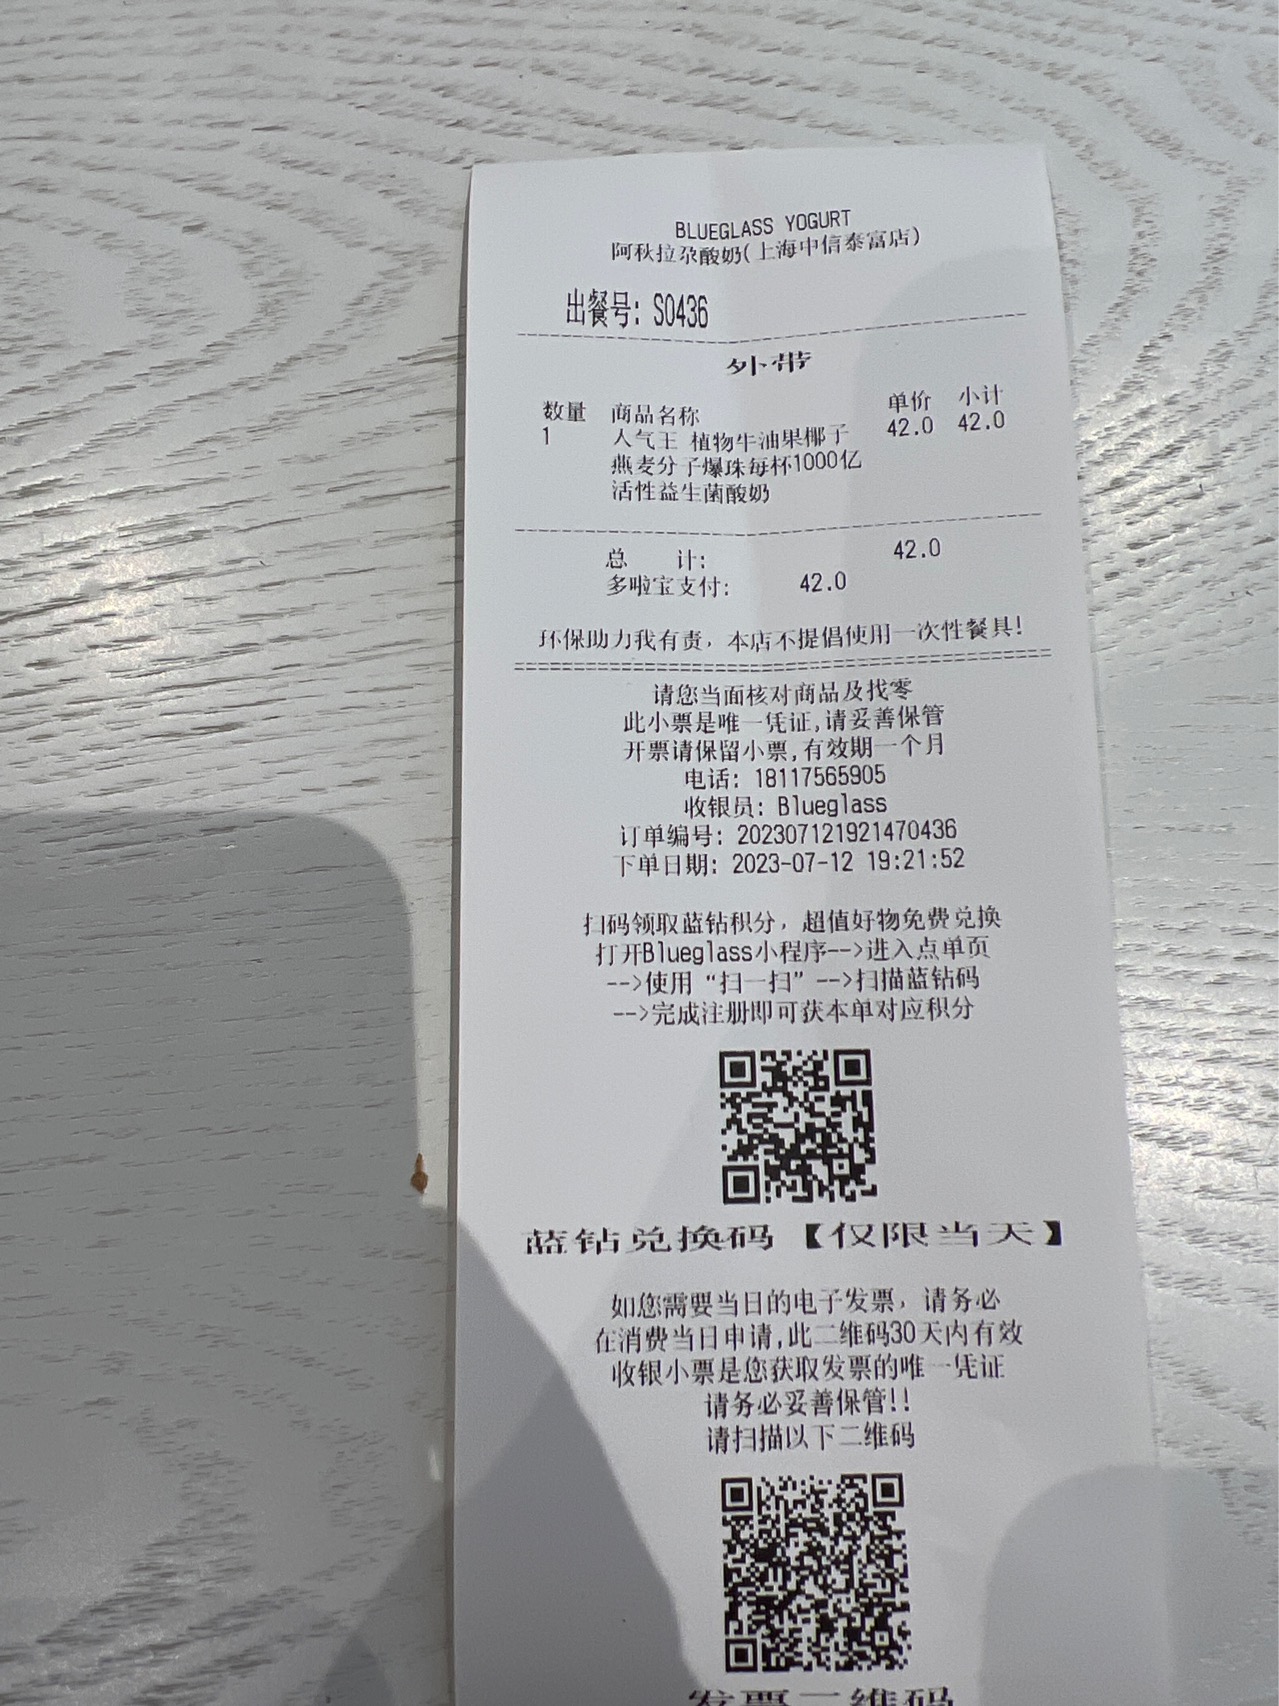 BLUEGLASS YOGURT
阿秋拉尕酸奶(上海中信泰富店)
出餐号: S0436
外带
数量 商品名称 单价 小计
1 人气王 植物牛油果椰子 42.0 42.0
燕麦分子爆珠每杯1000亿
活性益生菌酸奶
总 计: 42.0
多啦宝支付: 42.0
环保助力我有责，本店不提倡使用一次性餐具!
请您当面核对商品及找零
此小票是唯一凭证,请妥善保管
开票请保留小票,有效期一个月
电话: 18117565905
收银员: Blueglass
订单编号: 202307121921470436
下单日期: 2023-07-12 19:21:52
扫码领取蓝钻积分，超值好物免费兑换
打开Blueglass小程序-->进入点单页
-->使用“扫一扫”-->扫描蓝钻码
-->完成注册即可获本单对应积分
蓝钻兑换码【仅限当天】
如您需要当日的电子发票，请务必
在消费当日申请,此二维码30天内有效
收银小票是您获取发票的唯一凭证
请务必妥善保管!!
请扫描以下二维码
发票二维码